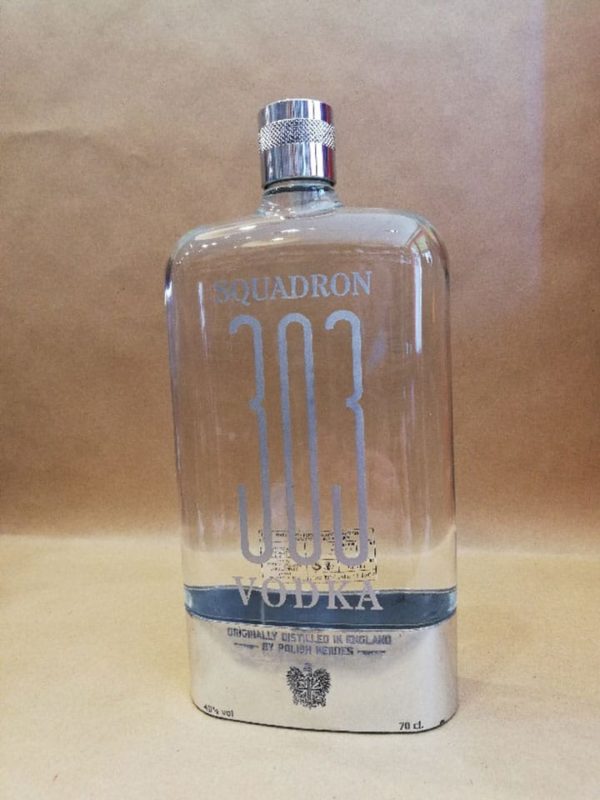 SQUADRON
303
VODKA
ORIGINALLY DISTILLED IN ENGLAND
BY POLISH HEROES
40% vol
70 cl.